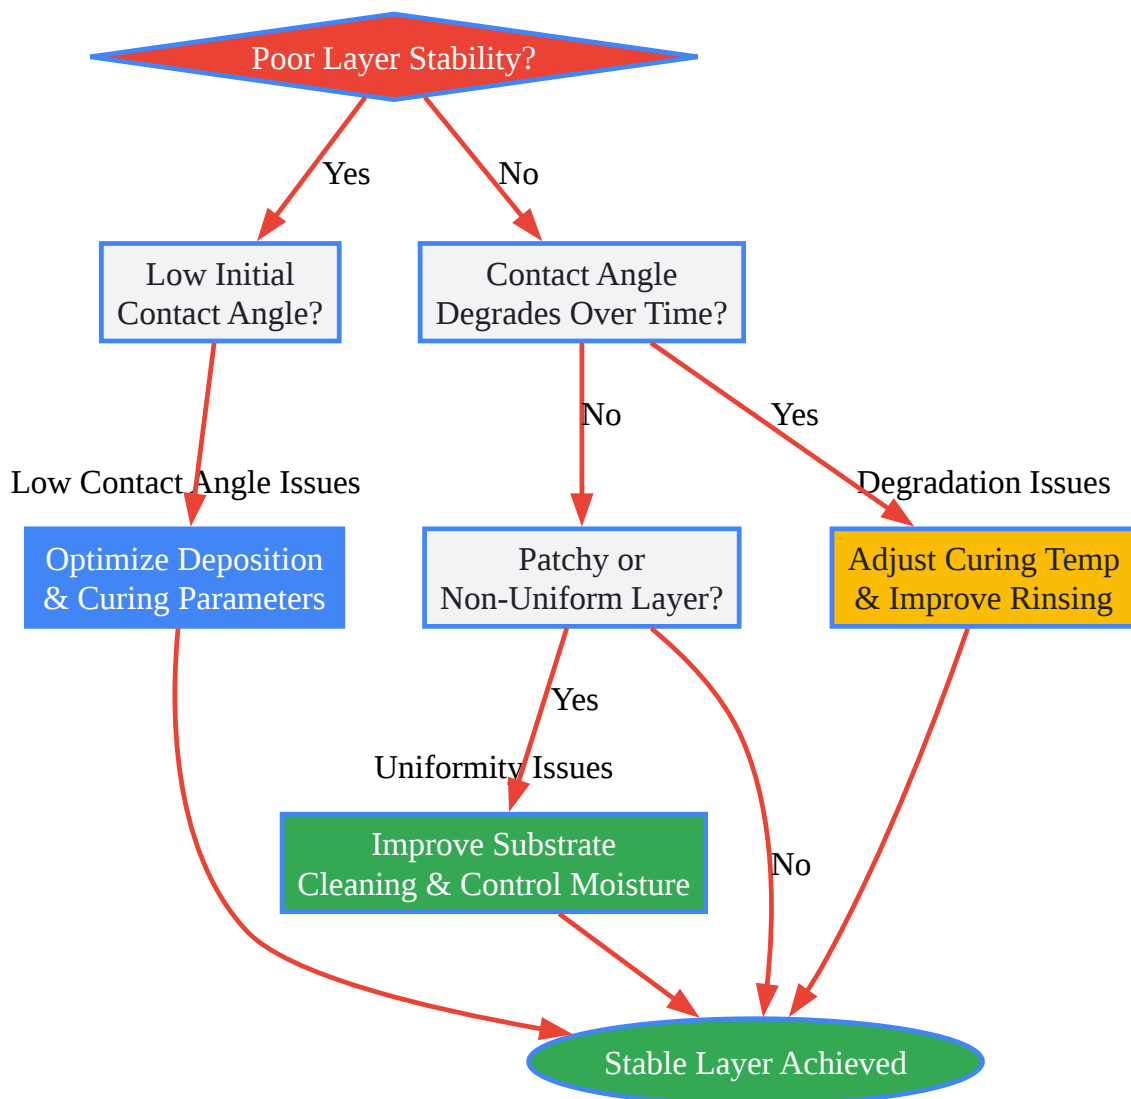 Poor Layer Stability?
Yes
No
Low Initial
Contact Angle?
Contact Angle
Degrades Over Time?
No
Yes
Low Contact Angle Issues
Degradation Issues
Optimize Deposition
& Curing Parameters
Patchy or
Non-Uniform Layer?
Adjust Curing Temp
& Improve Rinsing
Yes
Uniformity Issues
Improve Substrate
Cleaning & Control Moisture
No
Stable Layer Achieved